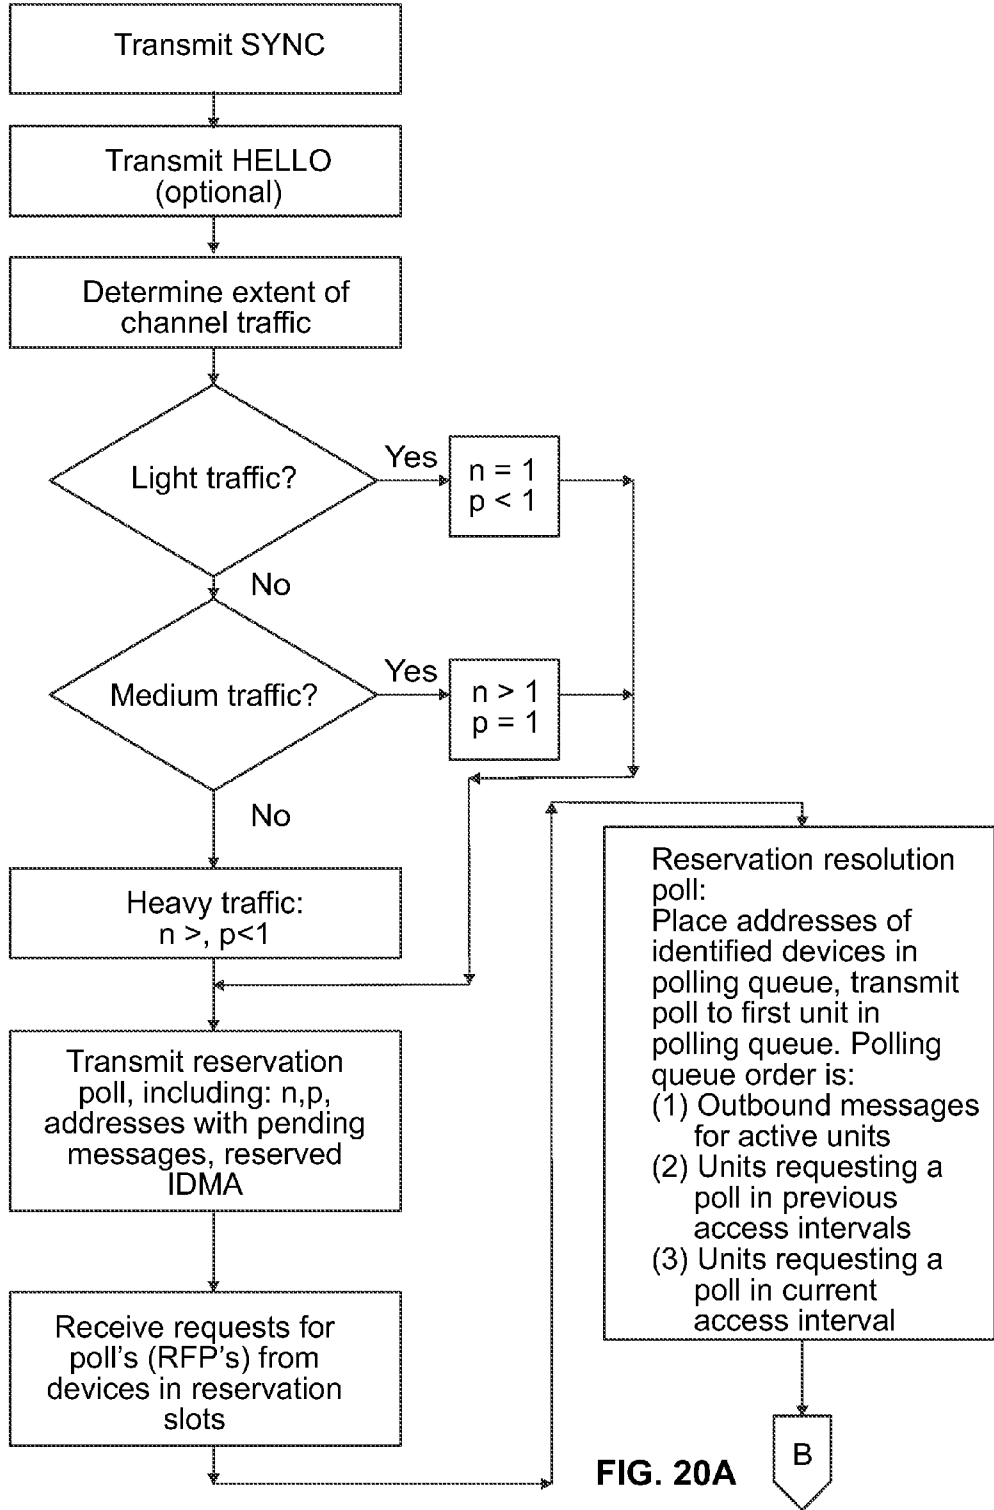 Transmit SYNC
Transmit HELLO
(optional)
Determine extent of
channel traffic
Light traffic?
Yes
n = 1
p < 1
No
Medium traffic?
Yes
n > 1
p = 1
No
Heavy traffic:
n >, p<1
Transmit reservation
poll, including: n,p,
addresses with pending
messages, reserved
IDMA
Receive requests for
poll's (RFP's) from
devices in reservation
slots
Reservation resolution
poll:
Place addresses of
identified devices in
polling queue, transmit
poll to first unit in
polling queue. Polling
queue order is:
(1) Outbound messages
for active units
(2) Units requesting a
poll in previous
access intervals
(3) Units requesting a
poll in current
access interval
B
FIG. 20A